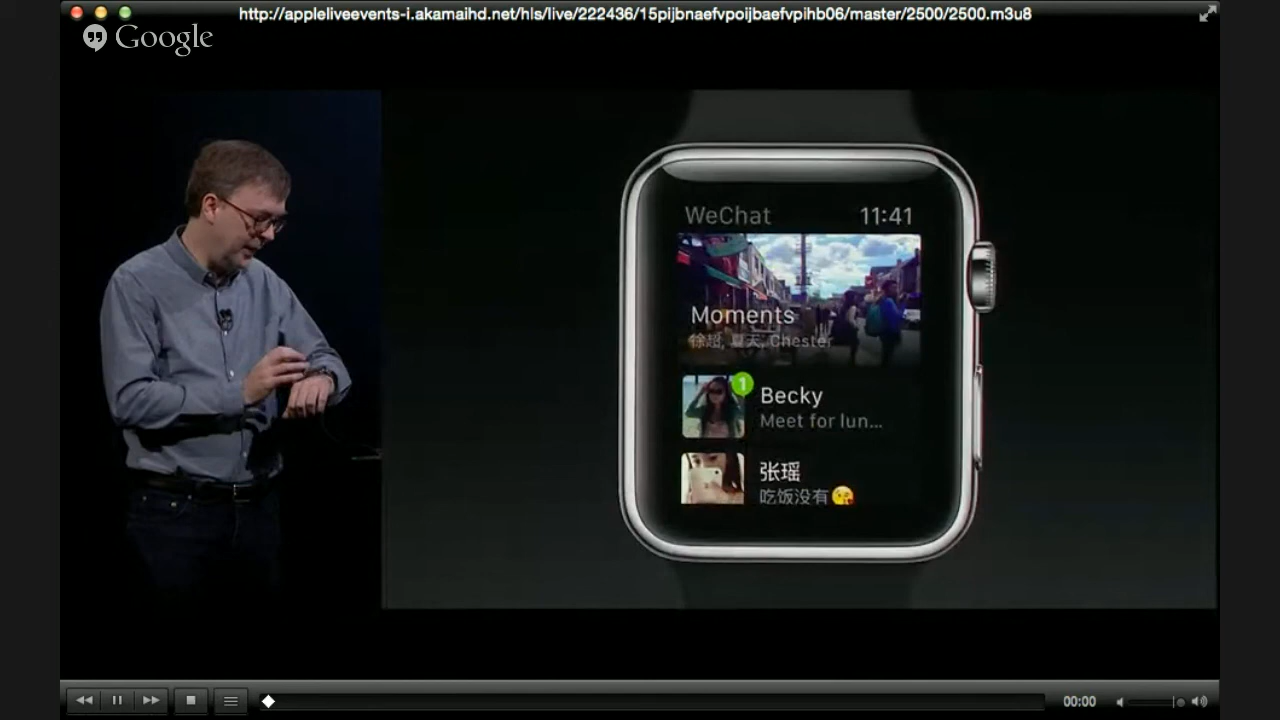 http://appleliveevents-i.akamaihd.net/hls/live/222436/15pijbnaefvpoijbaefvpihb06/master/2500/2500.m3u8
Google
WeChat 11:41
Moments
徐超, 夏天, Chester
1
Becky
Meet for lun...
张瑶
吃饭没有😘
00:00